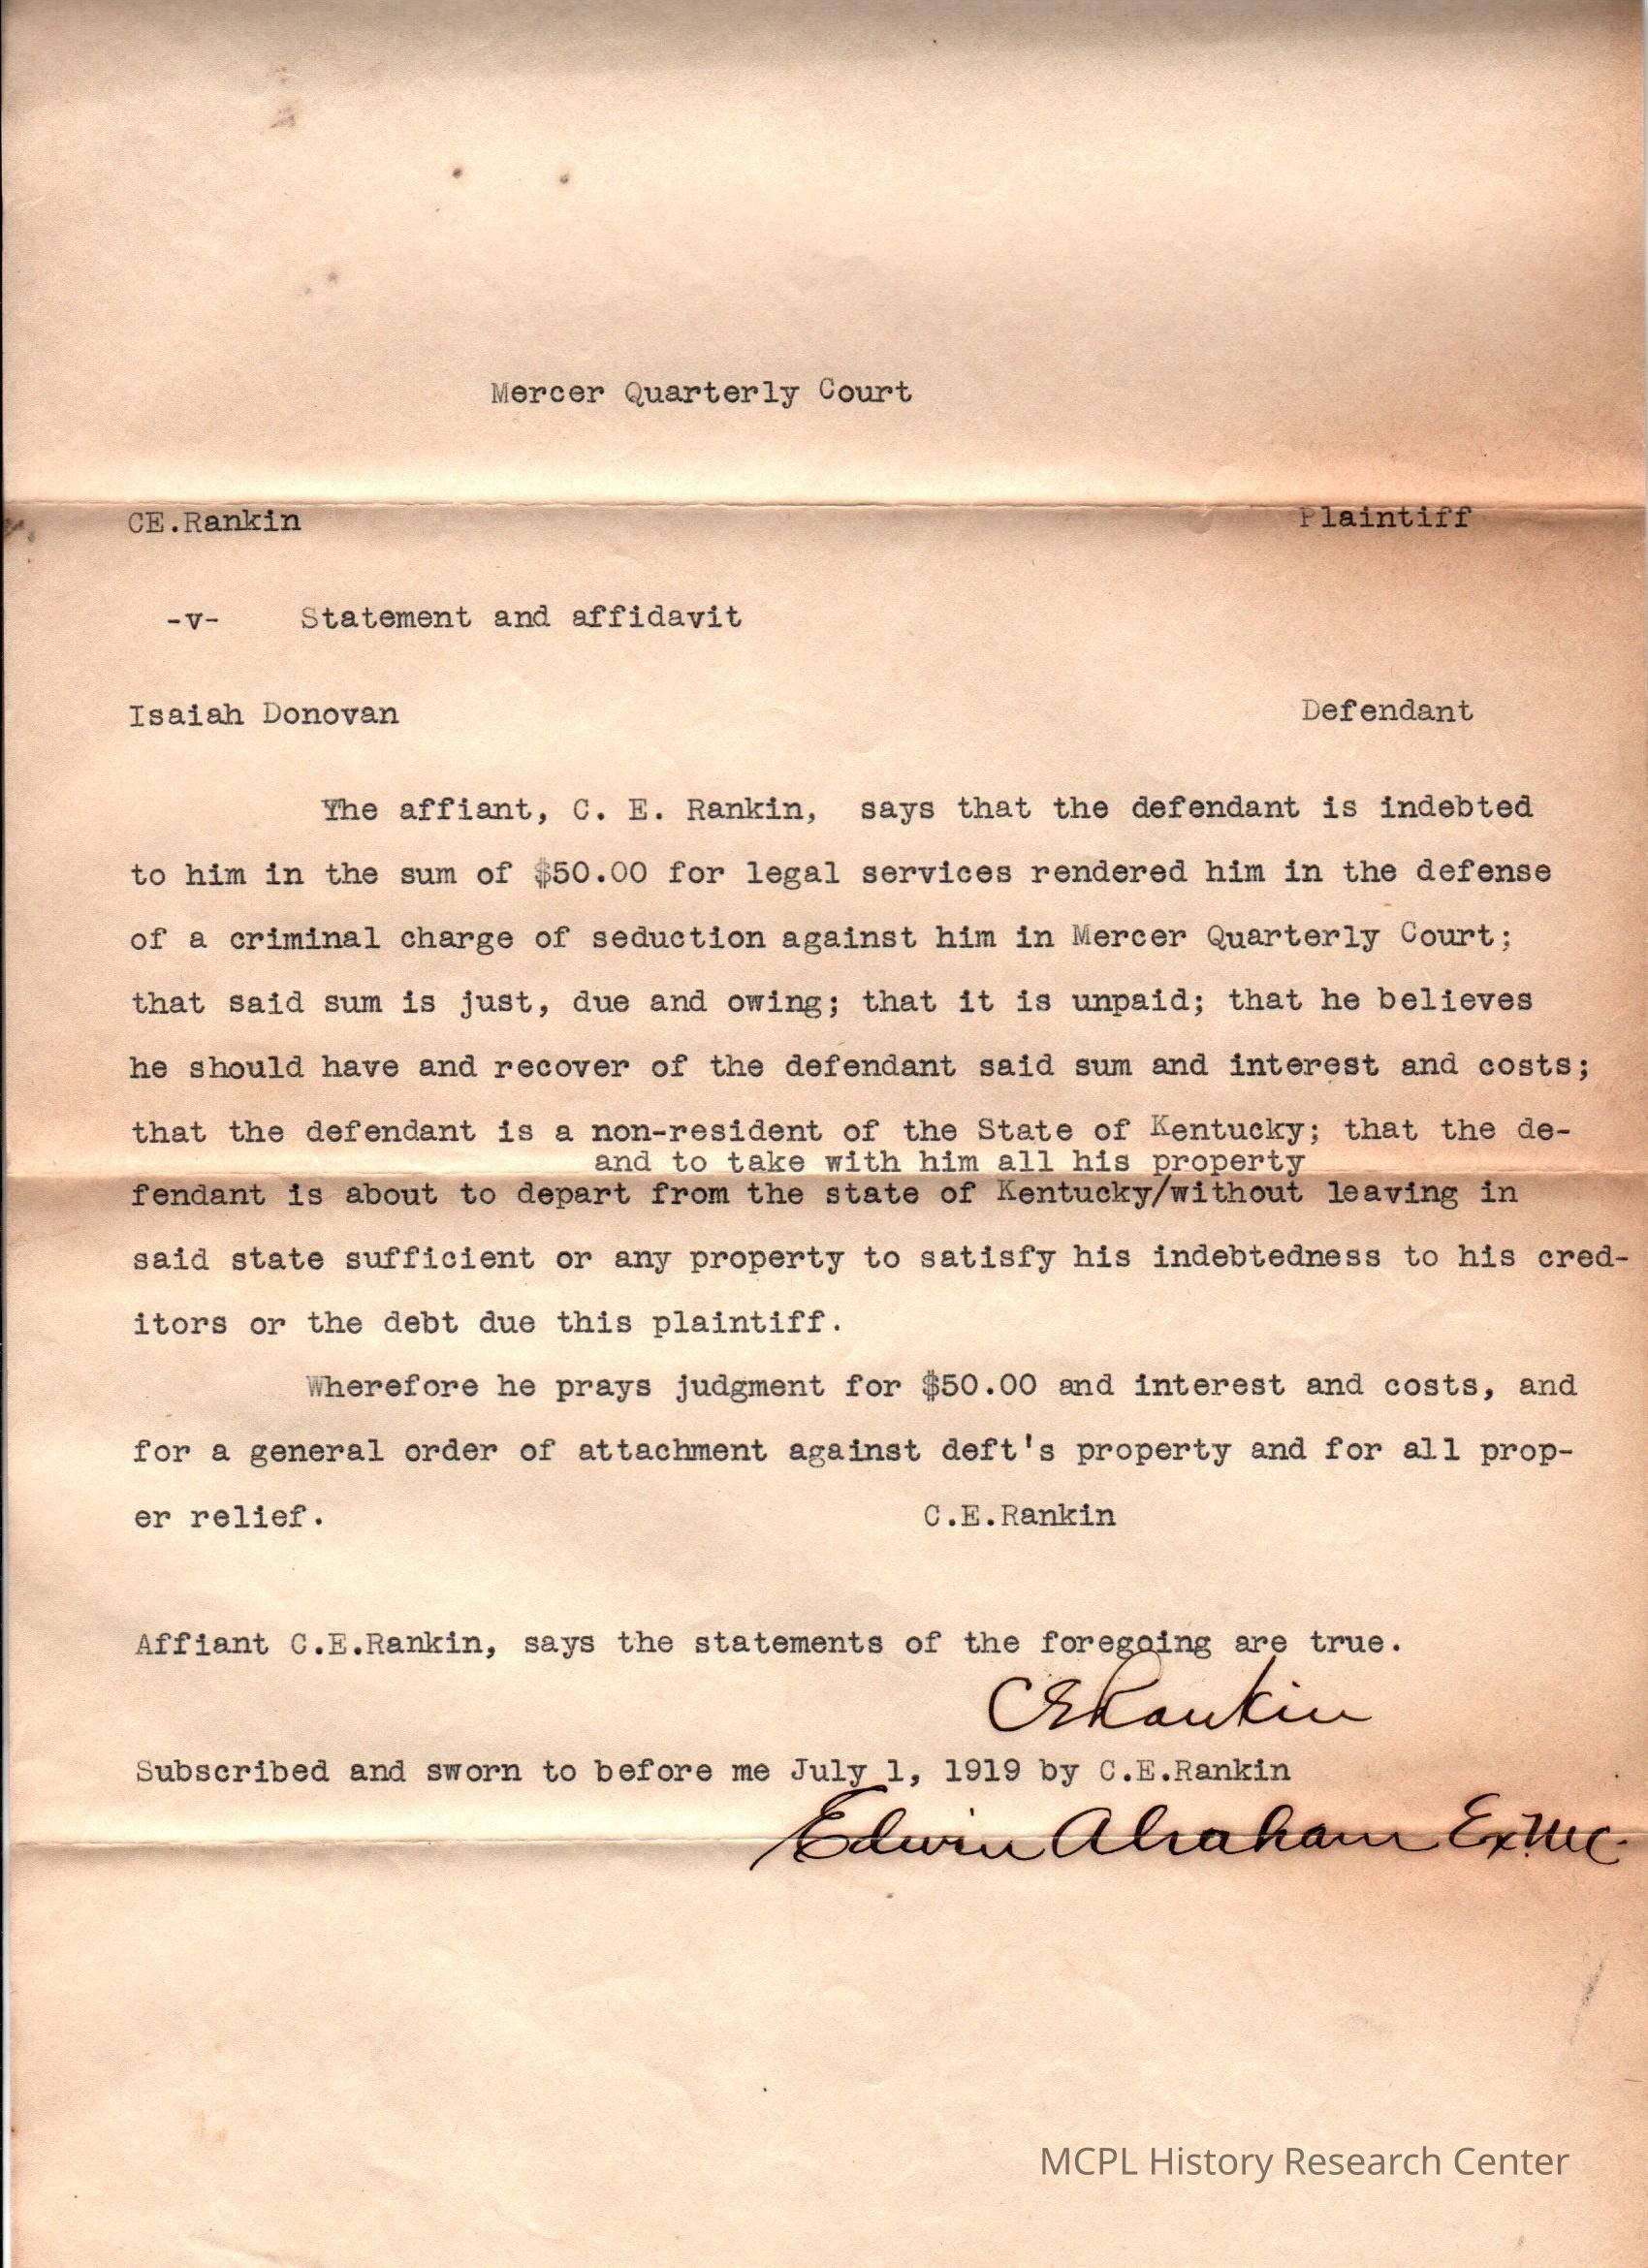 Mercer Quarterly Court
CE.Rankin Plaintiff
-v- Statement and affidavit
Isaiah Donovan Defendant
The affiant, C. E. Rankin, says that the defendant is indebted
to him in the sum of $50.00 for legal services rendered him in the defense
of a criminal charge of seduction against him in Mercer Quarterly Court;
that said sum is just, due and owing; that it is unpaid; that he believes
he should have and recover of the defendant said sum and interest and costs;
that the defendant is a non-resident of the State of Kentucky; that the de-
and to take with him all his property
fendant is about to depart from the state of Kentucky/without leaving in
said state sufficient or any property to satisfy his indebtedness to his cred-
itors or the debt due this plaintiff.
Wherefore he prays judgment for $50.00 and interest and costs, and
for a general order of attachment against deft's property and for all prop-
er relief. C.E.Rankin
Affiant C.E.Rankin, says the statements of the foregoing are true.
CERankin
Subscribed and sworn to before me July 1, 1919 by C.E.Rankin
Edwin Abraham Ex.M.C.
MCPL History Research Center